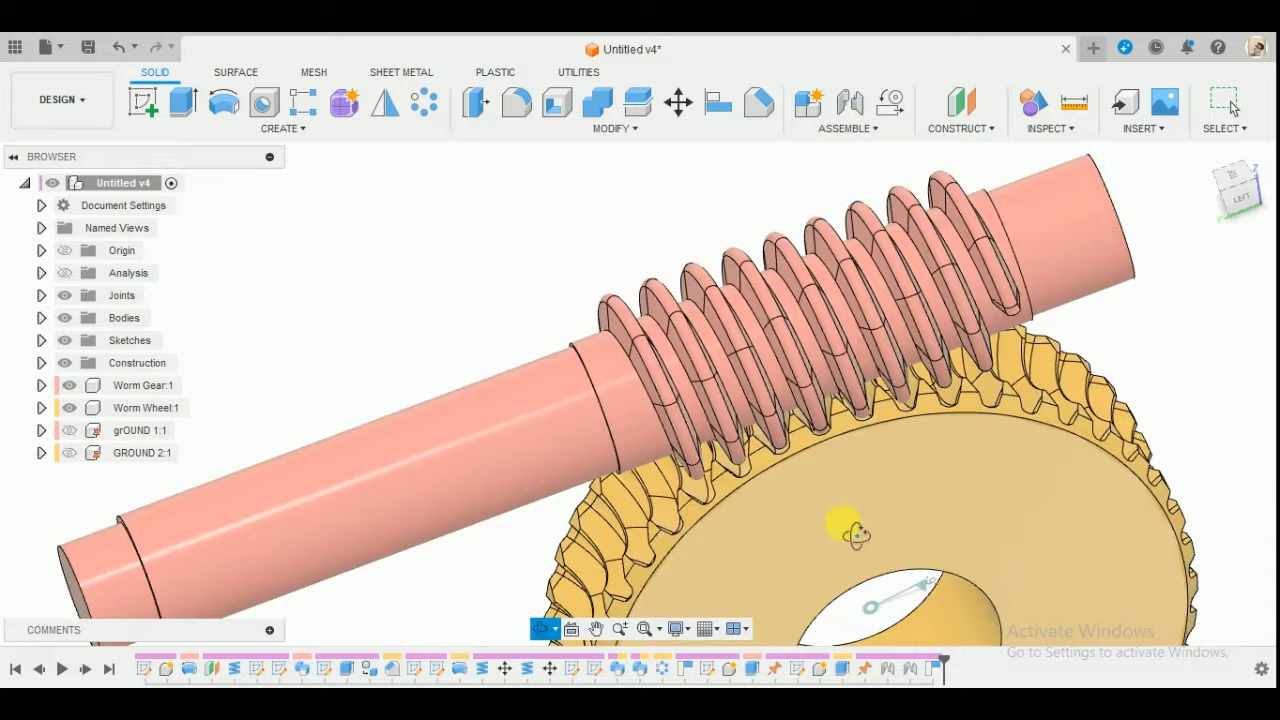 Untitled v4*
SOLID SURFACE MESH SHEET METAL PLASTIC UTILITIES
DESIGN
CREATE MODIFY ASSEMBLE CONSTRUCT INSPECT INSERT SELECT
BROWSER
Untitled v4
Document Settings
Named Views
Origin
Analysis
Joints
Bodies
Sketches
Construction
Worm Gear:1
Worm Wheel:1
grOUND 1:1
GROUND 2:1
Z
LEFT
Y
COMMENTS
Activate Windows
Go to Settings to activate Windows.